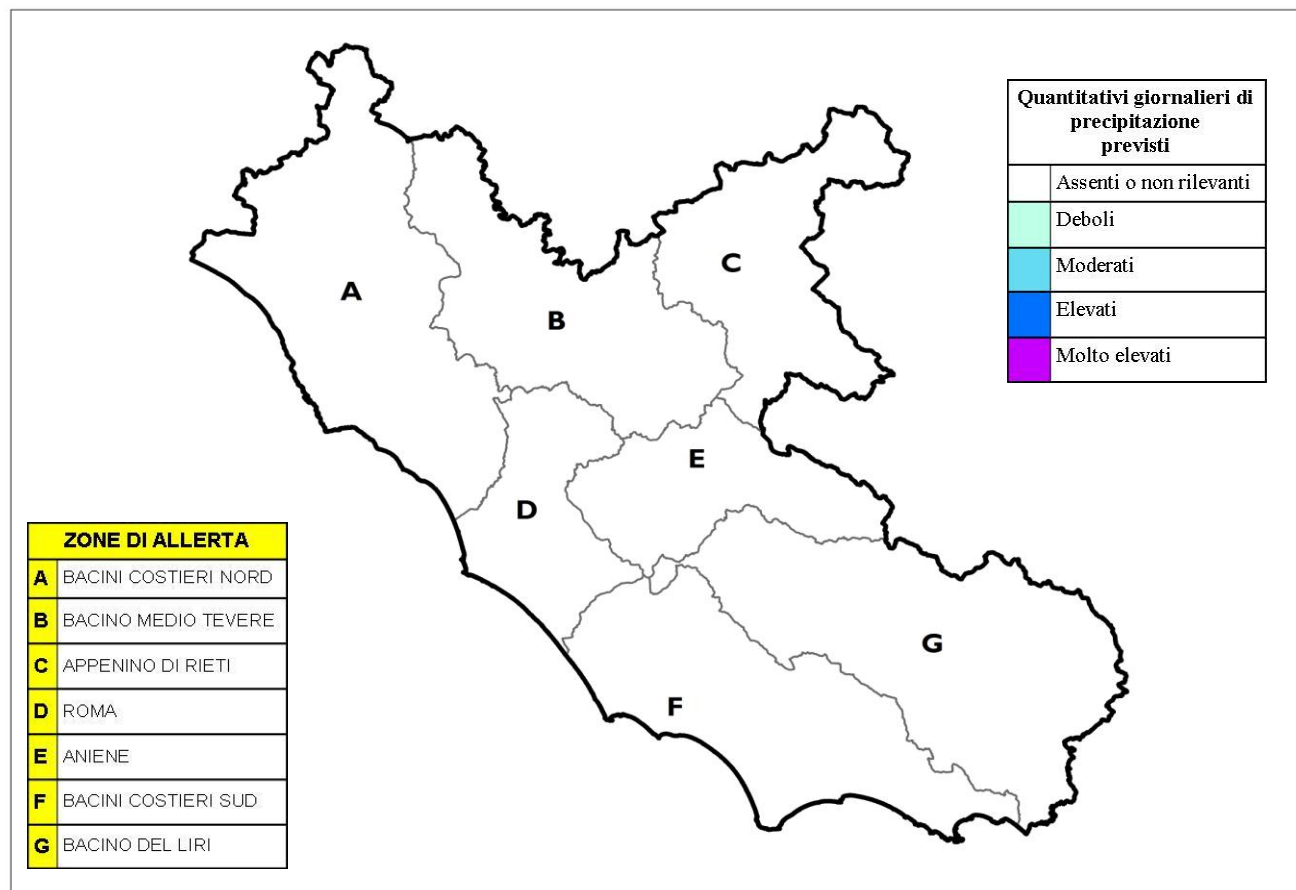 Quantitativi giornalieri di
precipitazione
previsti
Assenti o non rilevanti
Deboli
Moderati
Elevati
Molto elevati
A
B
C
D
E
F
G
ZONE DI ALLERTA
A BACINI COSTIERI NORD
B BACINO MEDIO TEVERE
C APPENINO DI RIETI
D ROMA
E ANIENE
F BACINI COSTIERI SUD
G BACINO DEL LIRI